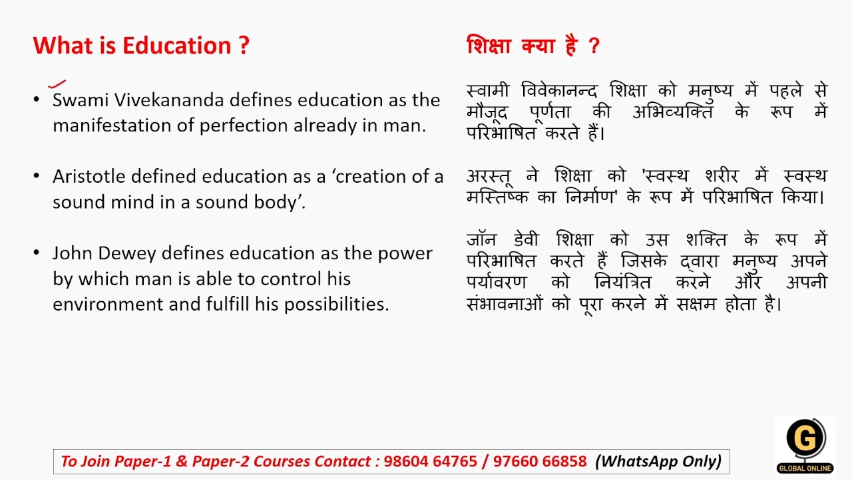 What is Education ?
• Swami Vivekananda defines education as the
manifestation of perfection already in man.
• Aristotle defined education as a ‘creation of a
sound mind in a sound body’.
• John Dewey defines education as the power
by which man is able to control his
environment and fulfill his possibilities.
शिक्षा क्या है ?
स्वामी विवेकानन्द शिक्षा को मनुष्य में पहले से
मौजूद पूर्णता की अभिव्यक्ति के रूप में
परिभाषित करते हैं।
अरस्तू ने शिक्षा को 'स्वस्थ शरीर में स्वस्थ
मस्तिष्क का निर्माण' के रूप में परिभाषित किया।
जॉन डेवी शिक्षा को उस शक्ति के रूप में
परिभाषित करते हैं जिसके द्वारा मनुष्य अपने
पर्यावरण को नियंत्रित करने और अपनी
संभावनाओं को पूरा करने में सक्षम होता है।
To Join Paper-1 & Paper-2 Courses Contact : 98604 64765 / 97660 66858 (WhatsApp Only)
G
GLOBAL ONLINE